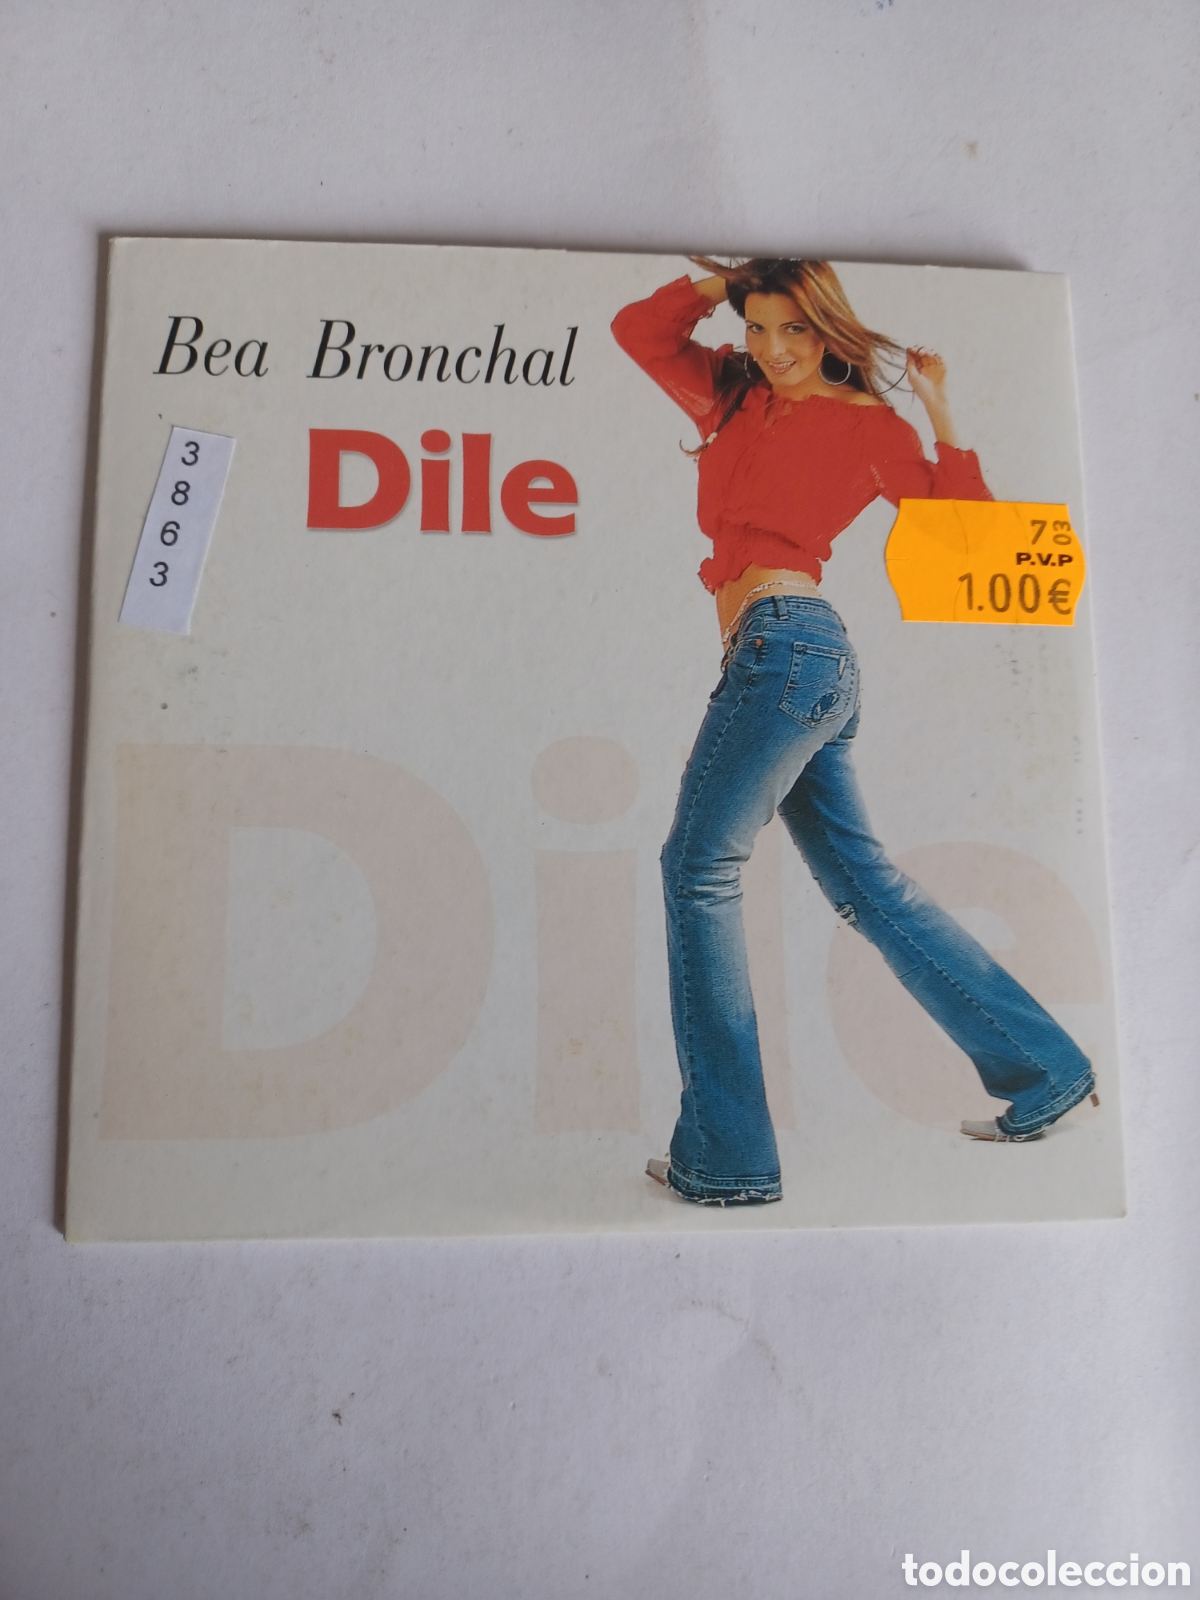 Bea Bronchal
Dile
3
8
6
3
7 03
P.V.P
1.00€
Dile
todocoleccion